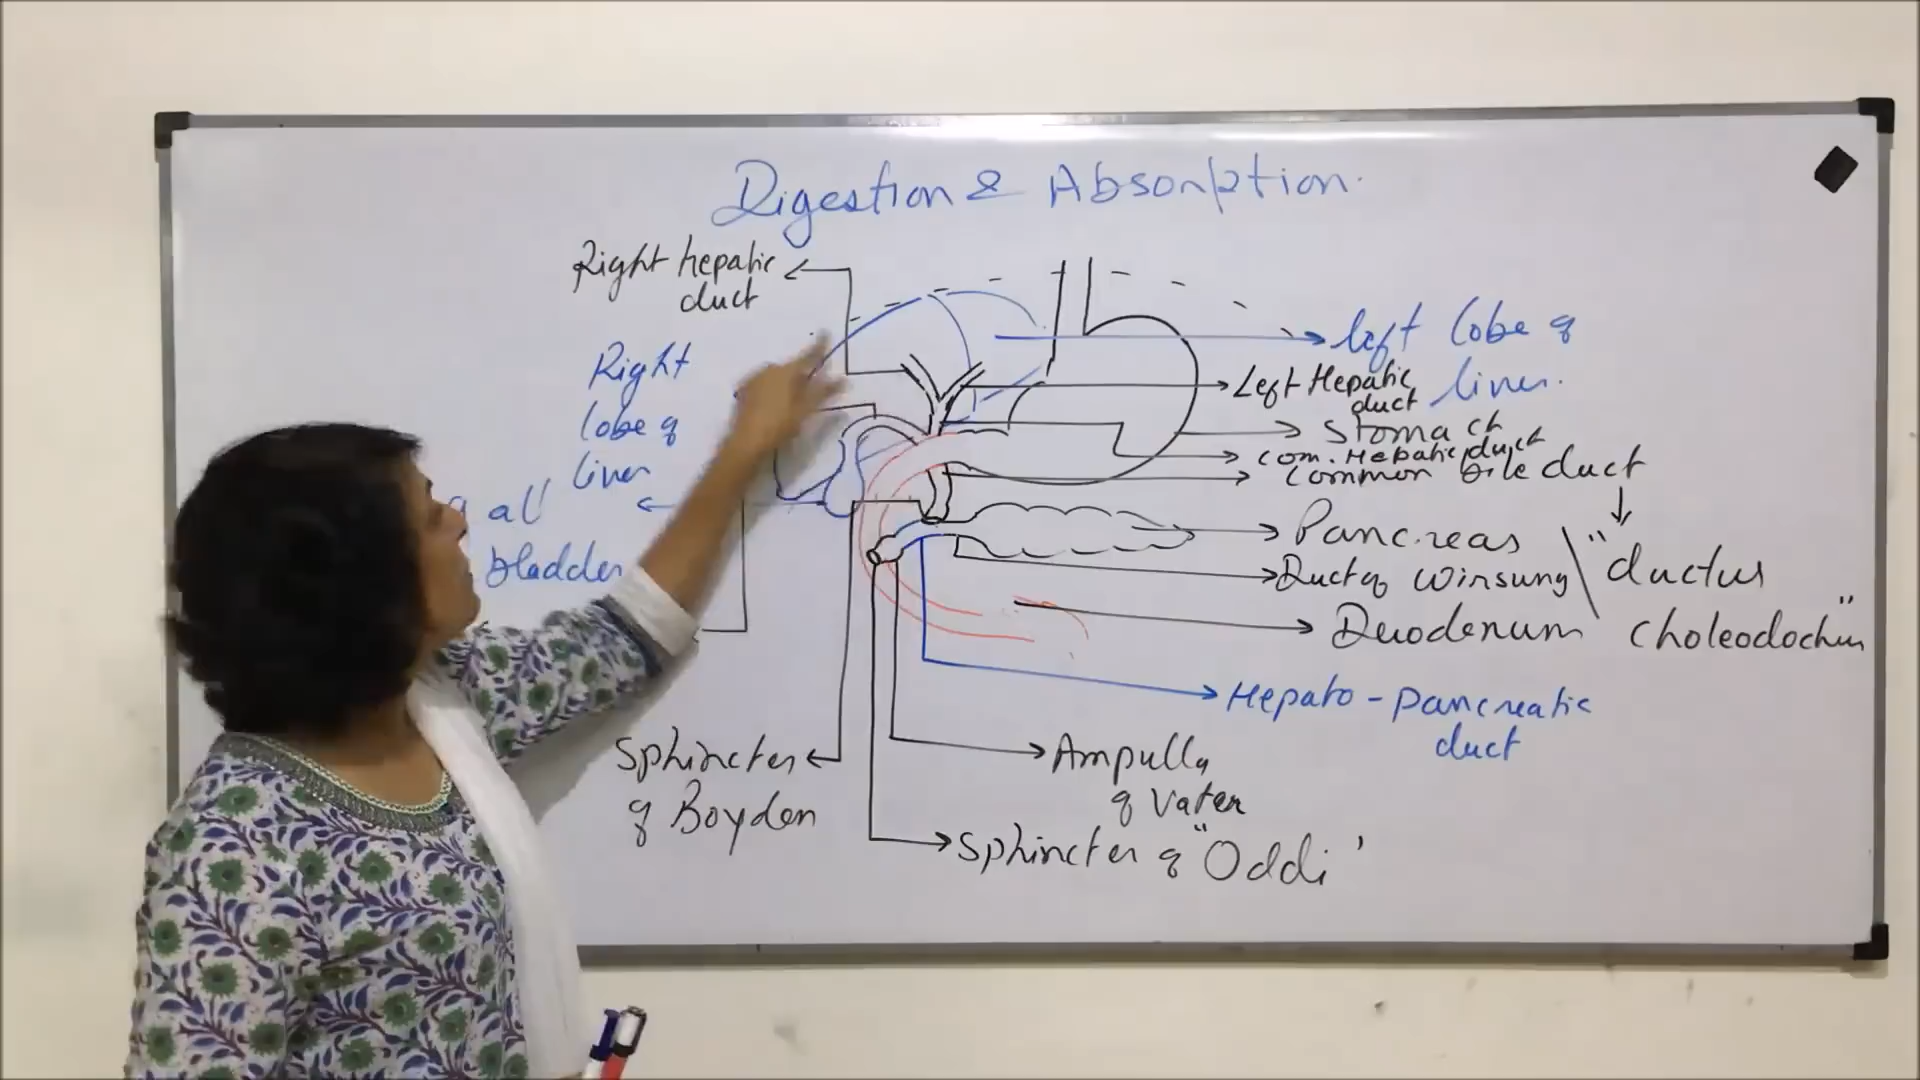 Digestion & Absorption.
Right hepatic
duct
Right
lobe of
liver
bladder
Sphincter
of Boyden
left lobe of
liver.
Left Hepatic
duct
Stomach
Com. Hepatic duct
Common bile duct
Pancreas
Duct of Wirsung
"ductus
Choleodochus"
Duodenum
Hepato-pancreatic
duct
Ampulla
of Vater
Sphincter of "Oddi'